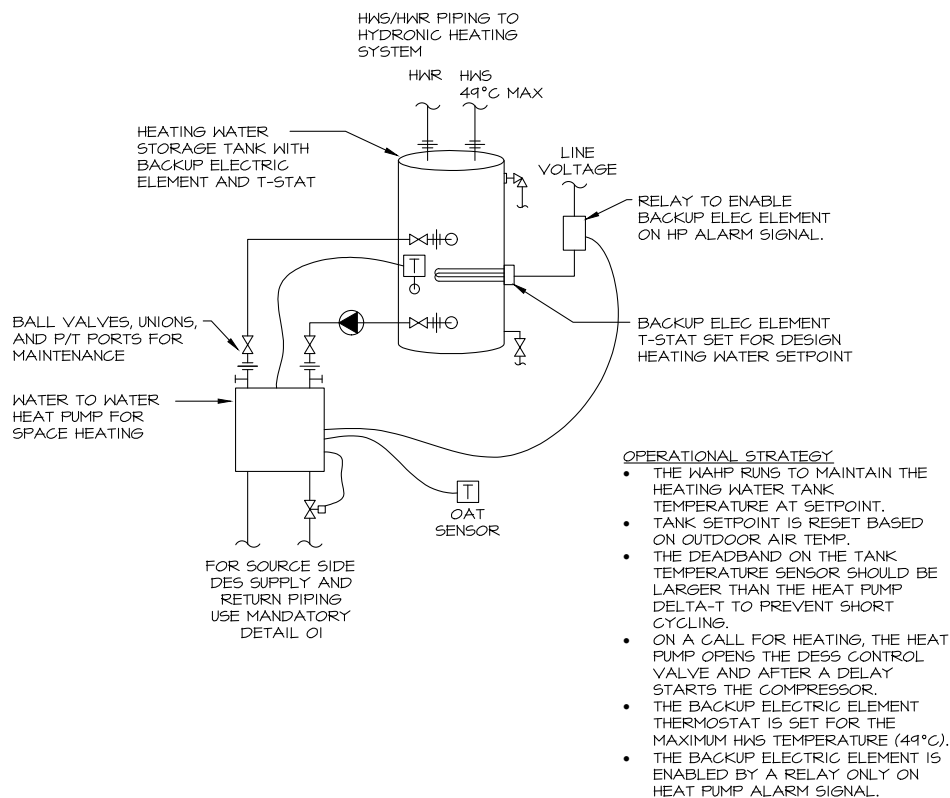 HWS/HWR PIPING TO
HYDRONIC HEATING
SYSTEM
HWR HWS
49°C MAX
HEATING WATER
STORAGE TANK WITH
BACKUP ELECTRIC
ELEMENT AND T-STAT
LINE
VOLTAGE
RELAY TO ENABLE
BACKUP ELEC ELEMENT
ON HP ALARM SIGNAL.
T
BALL VALVES, UNIONS,
AND P/T PORTS FOR
MAINTENANCE
BACKUP ELEC ELEMENT
T-STAT SET FOR DESIGN
HEATING WATER SETPOINT
WATER TO WATER
HEAT PUMP FOR
SPACE HEATING
T
OAT
SENSOR
FOR SOURCE SIDE
DES SUPPLY AND
RETURN PIPING
USE MANDATORY
DETAIL 01
OPERATIONAL STRATEGY
• THE WAHP RUNS TO MAINTAIN THE
HEATING WATER TANK
TEMPERATURE AT SETPOINT.
• TANK SETPOINT IS RESET BASED
ON OUTDOOR AIR TEMP.
• THE DEADBAND ON THE TANK
TEMPERATURE SENSOR SHOULD BE
LARGER THAN THE HEAT PUMP
DELTA-T TO PREVENT SHORT
CYCLING.
• ON A CALL FOR HEATING, THE HEAT
PUMP OPENS THE DESS CONTROL
VALVE AND AFTER A DELAY
STARTS THE COMPRESSOR.
• THE BACKUP ELECTRIC ELEMENT
THERMOSTAT IS SET FOR THE
MAXIMUM HWS TEMPERATURE (49°C).
• THE BACKUP ELECTRIC ELEMENT IS
ENABLED BY A RELAY ONLY ON
HEAT PUMP ALARM SIGNAL.